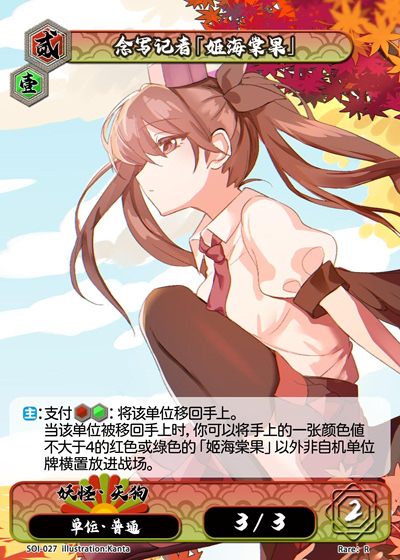 贰
念写记者「姬海棠果」
壹
主：支付：将该单位移回手上。
当该单位被移回手上时，你可以将手上的一张颜色値
不大于4的红色或绿色的「姬海棠果」以外非自机单位
牌横置放进战场。
妖怪·天狗
单位·普通
3/3
2
SOI-027 illustration:Kanta
Rare: R